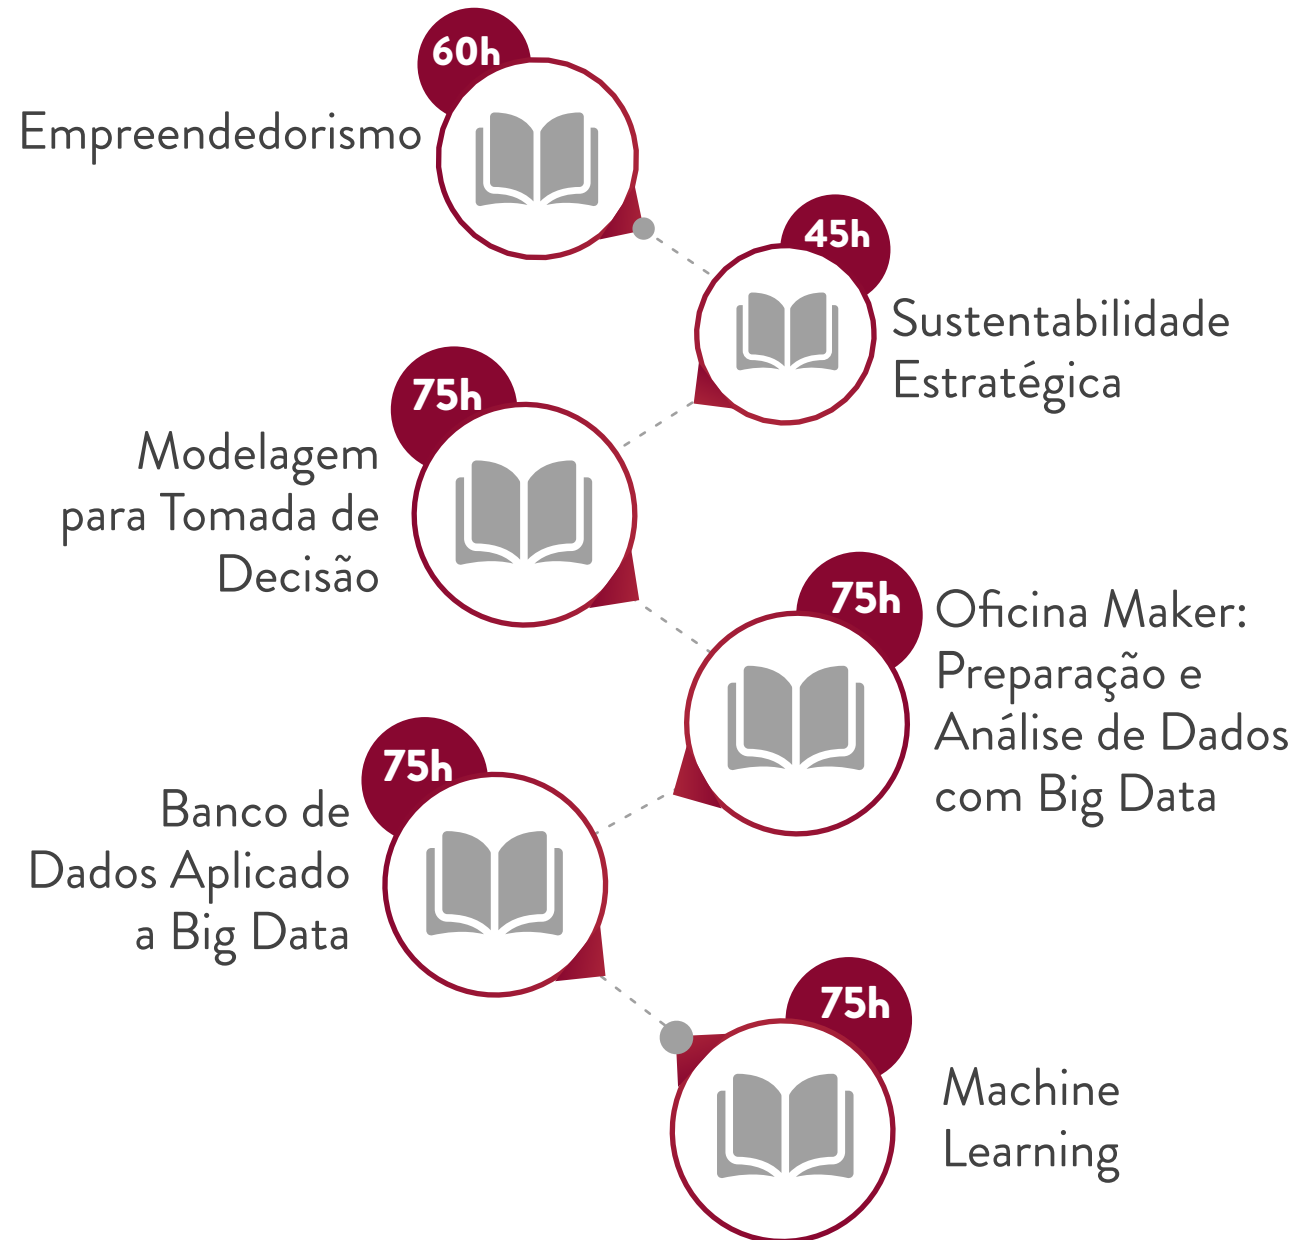 60h
Empreendedorismo
45h
Sustentabilidade
Estratégica
75h
Modelagem
para Tomada de
Decisão
75h
Oficina Maker:
Preparação e
Análise de Dados
com Big Data
75h
Banco de
Dados Aplicado
a Big Data
75h
Machine
Learning